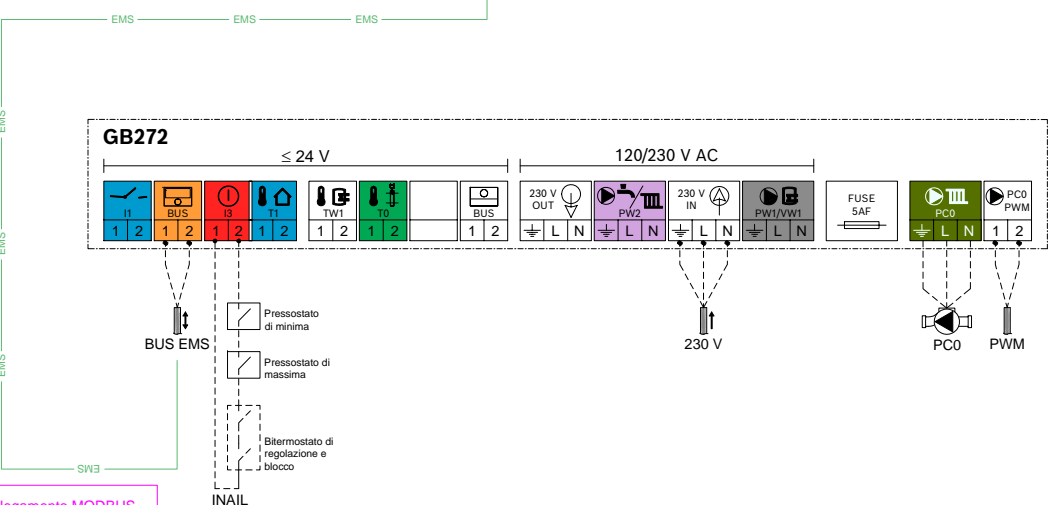 EMS EMS EMS
EMS
GB272
≤ 24 V
120/230 V AC
I1
BUS
I3
T1
TW1
T0
BUS
230 V
OUT
PW2
230 V
IN
PW1/VW1
FUSE
5AF
PC0
PC0
PWM
1 2 1 2 1 2 1 2 1 2 1 2 1 2 L N L N L N L N L N 1 2
EMS
Pressostato
di minima
BUS EMS
230 V
PC0
PWM
Pressostato di
massima
EMS
Bitermostato di
regolazione e
blocco
EMS
INAIL
MODBUS